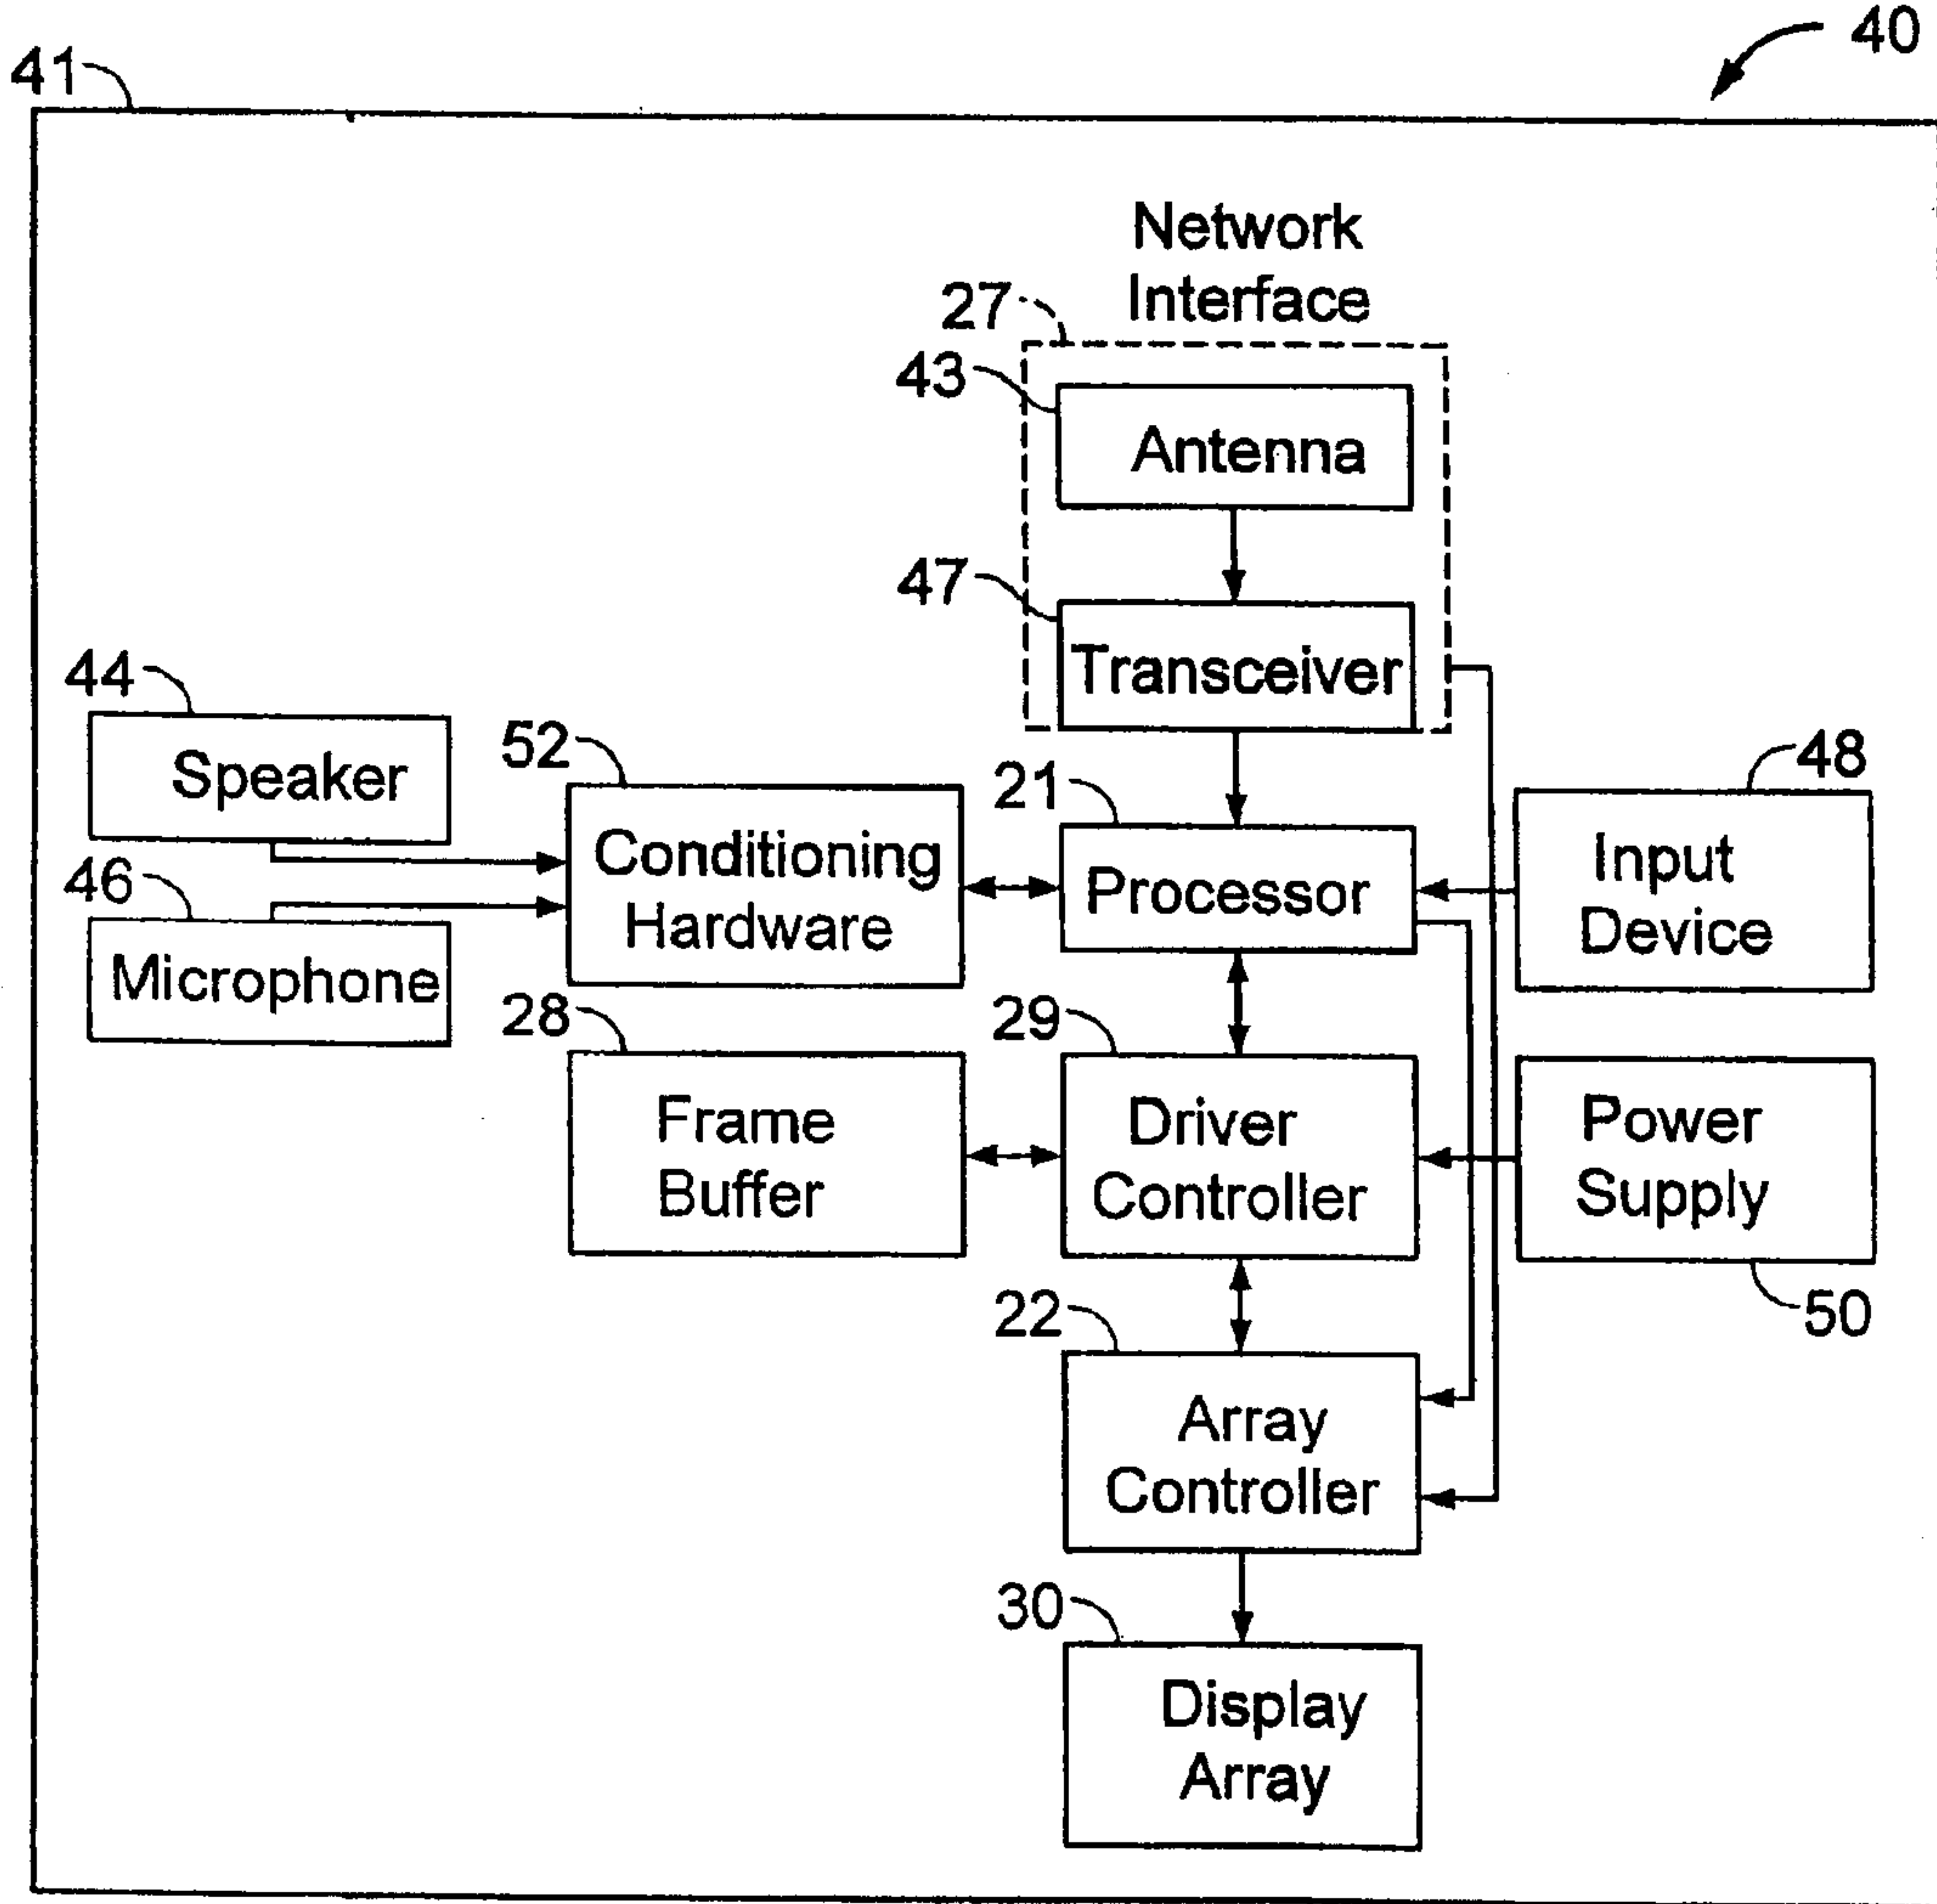 40
41
Network
Interface
27
43
Antenna
47
Transceiver
44
Speaker
52
Conditioning
Hardware
21
Processor
48
Input
Device
46
Microphone
28
Frame
Buffer
29
Driver
Controller
Power
Supply
50
22
Array
Controller
30
Display
Array